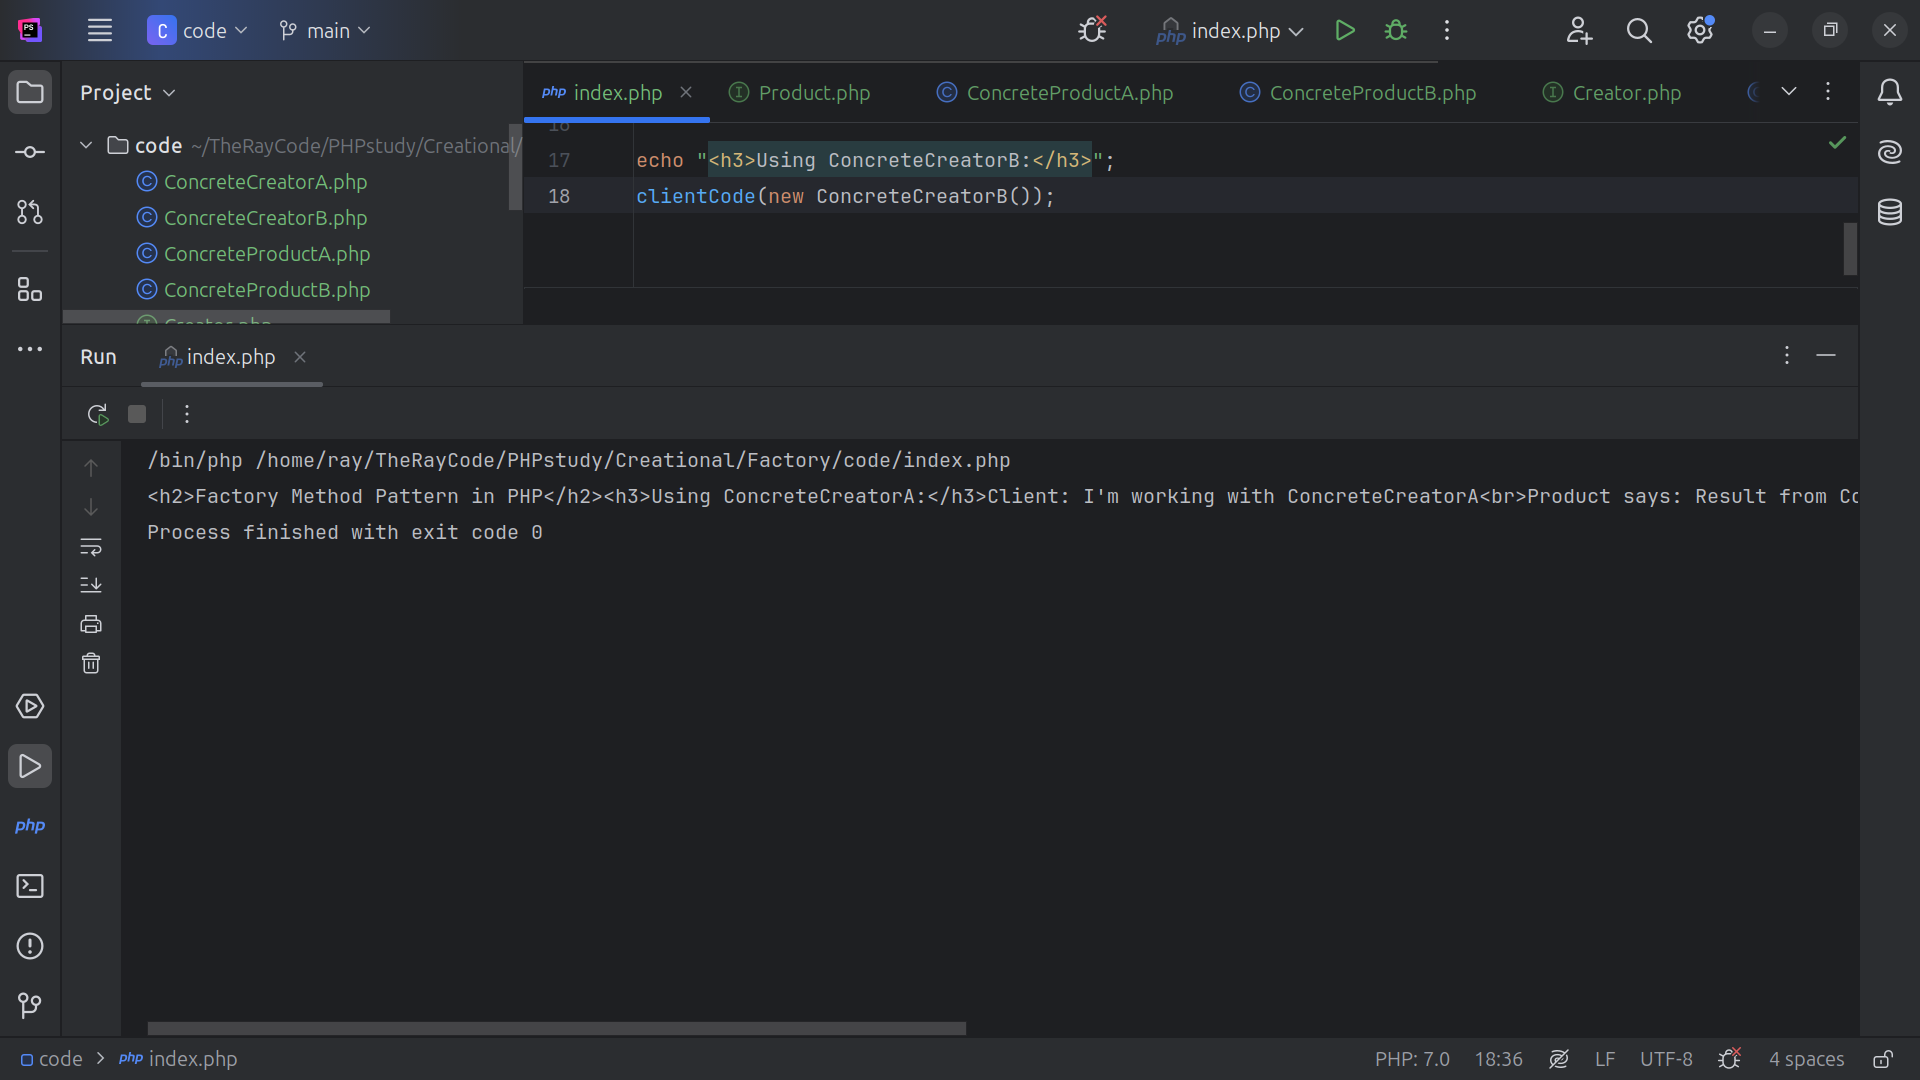 C code main
php index.php
Project
php index.php Product.php ConcreteProductA.php ConcreteProductB.php Creator.php
code ~/TheRayCode/PHPstudy/Creational/
ConcreteCreatorA.php
ConcreteCreatorB.php
ConcreteProductA.php
ConcreteProductB.php
Creator.php
16
17 echo "<h3>Using ConcreteCreatorB:</h3>";
18 clientCode(new ConcreteCreatorB());
Run php index.php
/bin/php /home/ray/TheRayCode/PHPstudy/Creational/Factory/code/index.php
<h2>Factory Method Pattern in PHP</h2><h3>Using ConcreteCreatorA:</h3>Client: I'm working with ConcreteCreatorA<br>Product says: Result from Co
Process finished with exit code 0
php
code > php index.php
PHP: 7.0 18:36 LF UTF-8 4 spaces